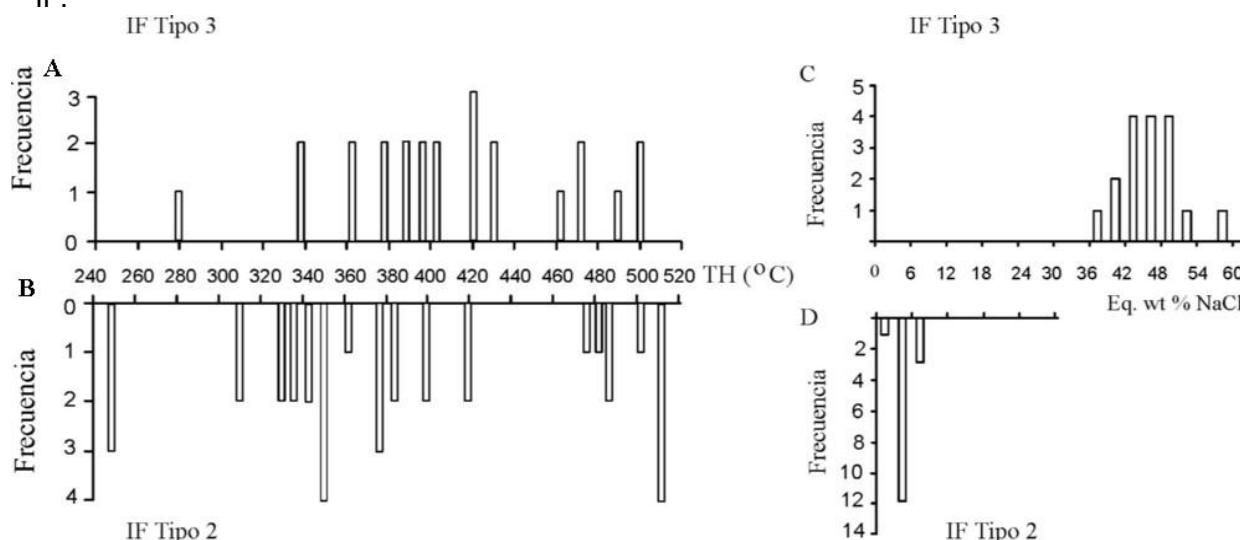 IF.
IF Tipo 3
A
Frecuencia
3
2
1
0
240 260 280 300 320 340 360 380 400 420 440 460 480 500 520 TH (°C)
B
Frecuencia
0
1
2
3
4
IF Tipo 2
IF Tipo 3
C
Frecuencia
5
4
3
2
1
0 6 12 18 24 30 36 42 48 54 60
Eq. wt % NaCl
D
Frecuencia
2
4
6
8
10
12
14
IF Tipo 2